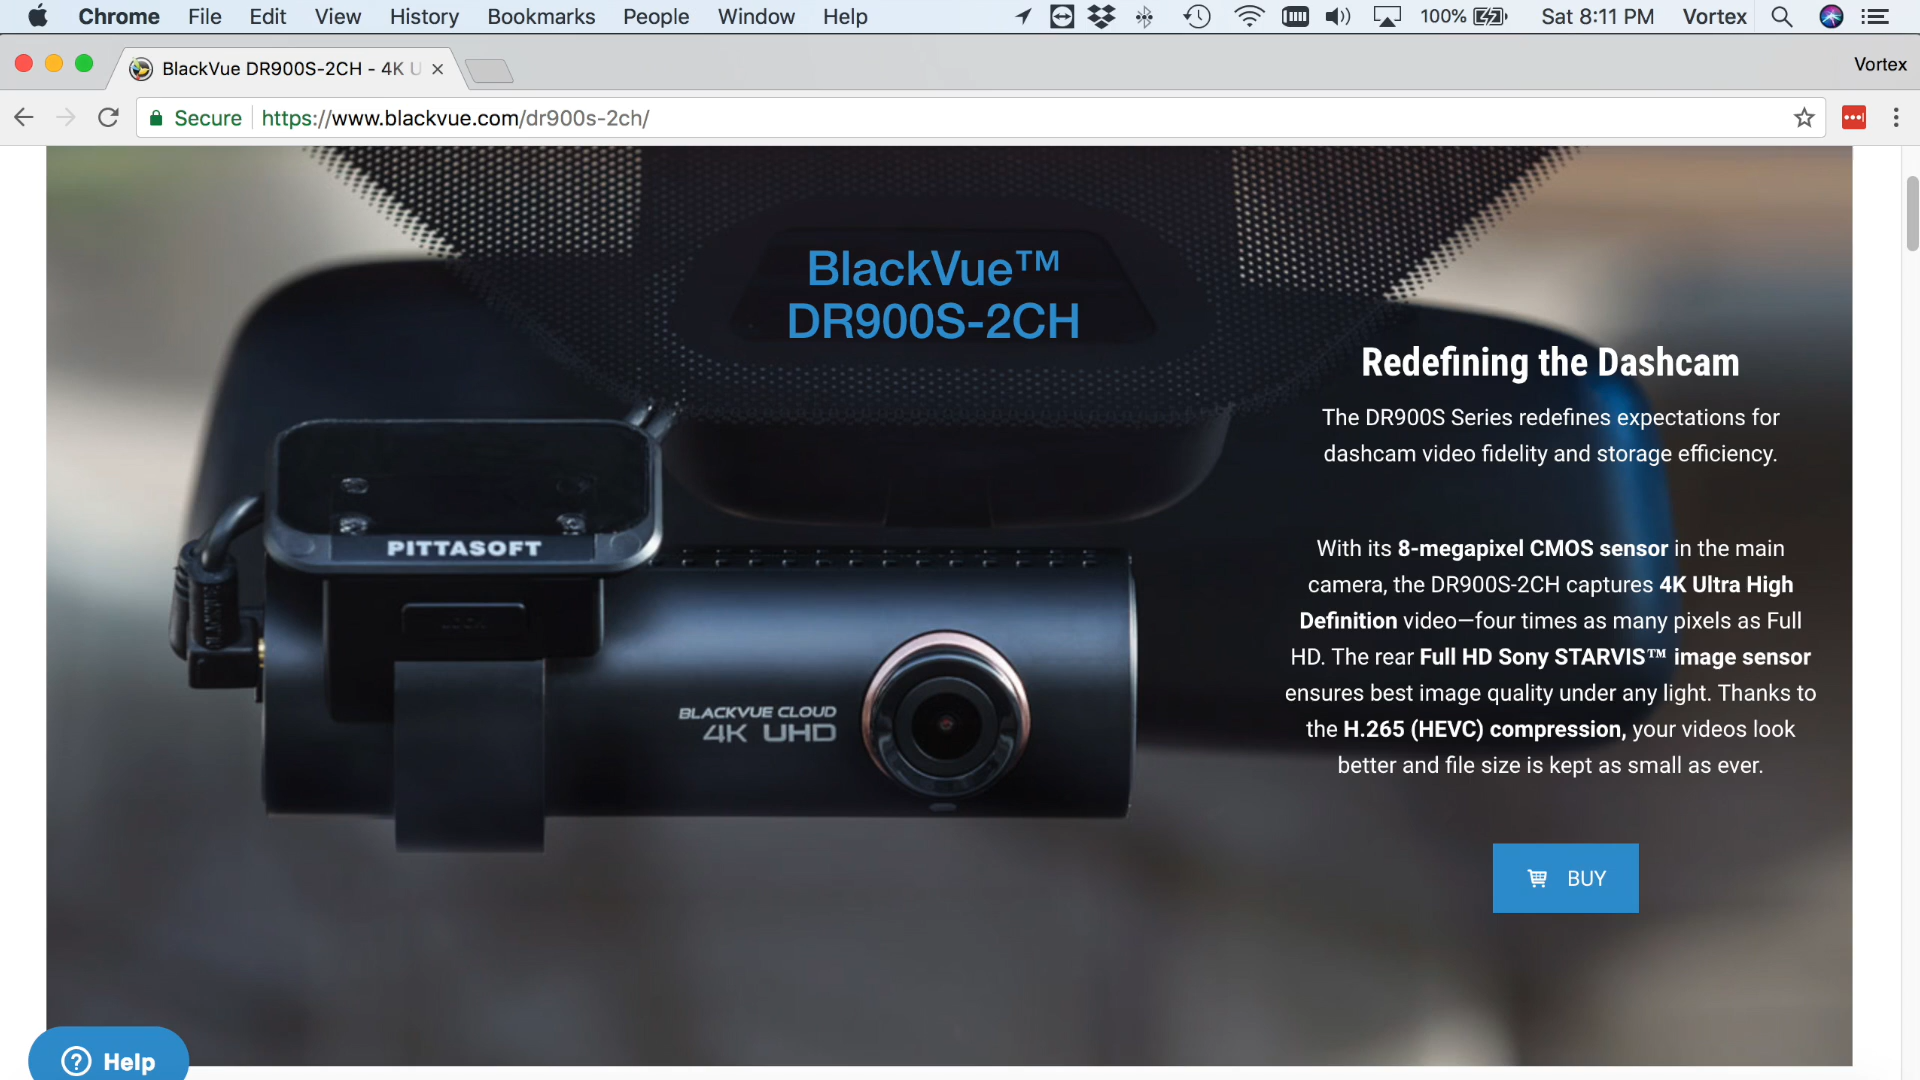 Chrome File Edit View History Bookmarks People Window Help 100% Sat 8:11 PM Vortex
BlackVue DR900S-2CH - 4K U
Vortex
Secure https://www.blackvue.com/dr900s-2ch/
BlackVue™
DR900S-2CH
Redefining the Dashcam
The DR900S Series redefines expectations for
dashcam video fidelity and storage efficiency.
With its 8-megapixel CMOS sensor in the main
camera, the DR900S-2CH captures 4K Ultra High
Definition video—four times as many pixels as Full
HD. The rear Full HD Sony STARVIS™ image sensor
ensures best image quality under any light. Thanks to
the H.265 (HEVC) compression, your videos look
better and file size is kept as small as ever.
BUY
PITTASOFT
LOCK
BLACKVUE CLOUD
4K UHD
Help